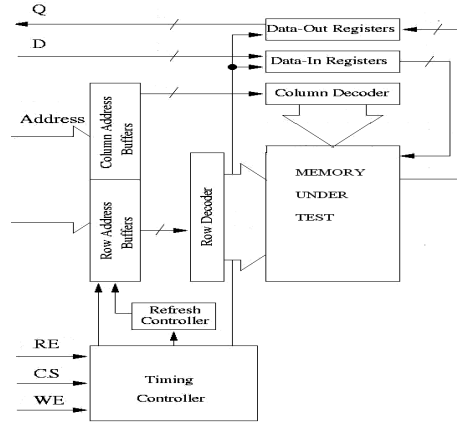 Q
Data-Out Registers
D
Data-In Registers
Column Decoder
Address
Column Address
Buffers
Row Address
Buffers
Row Decoder
MEMORY
UNDER
TEST
Refresh
Controller
RE
CS
WE
Timing
Controller